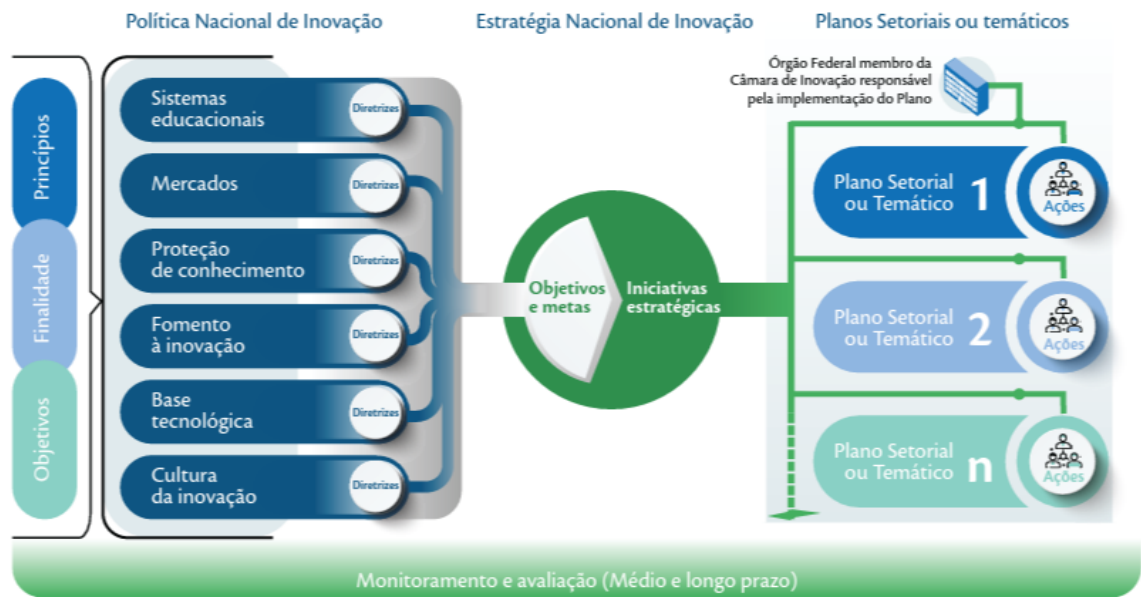 Política Nacional de Inovação
Estratégia Nacional de Inovação
Planos Setoriais ou temáticos
Princípios
Finalidade
Objetivos
Sistemas
educacionais
Diretrizes
Mercados
Diretrizes
Proteção
de conhecimento
Diretrizes
Fomento
à inovação
Diretrizes
Base
tecnológica
Diretrizes
Cultura
da inovação
Diretrizes
Objetivos
e metas
Iniciativas
estratégicas
Órgão Federal membro da
Câmara de Inovação responsável
pela implementação do Plano
Plano Setorial
ou Temático
1
Ações
Plano Setorial
ou Temático
2
Ações
Plano Setorial
ou Temático
n
Ações
Monitoramento e avaliação (Médio e longo prazo)